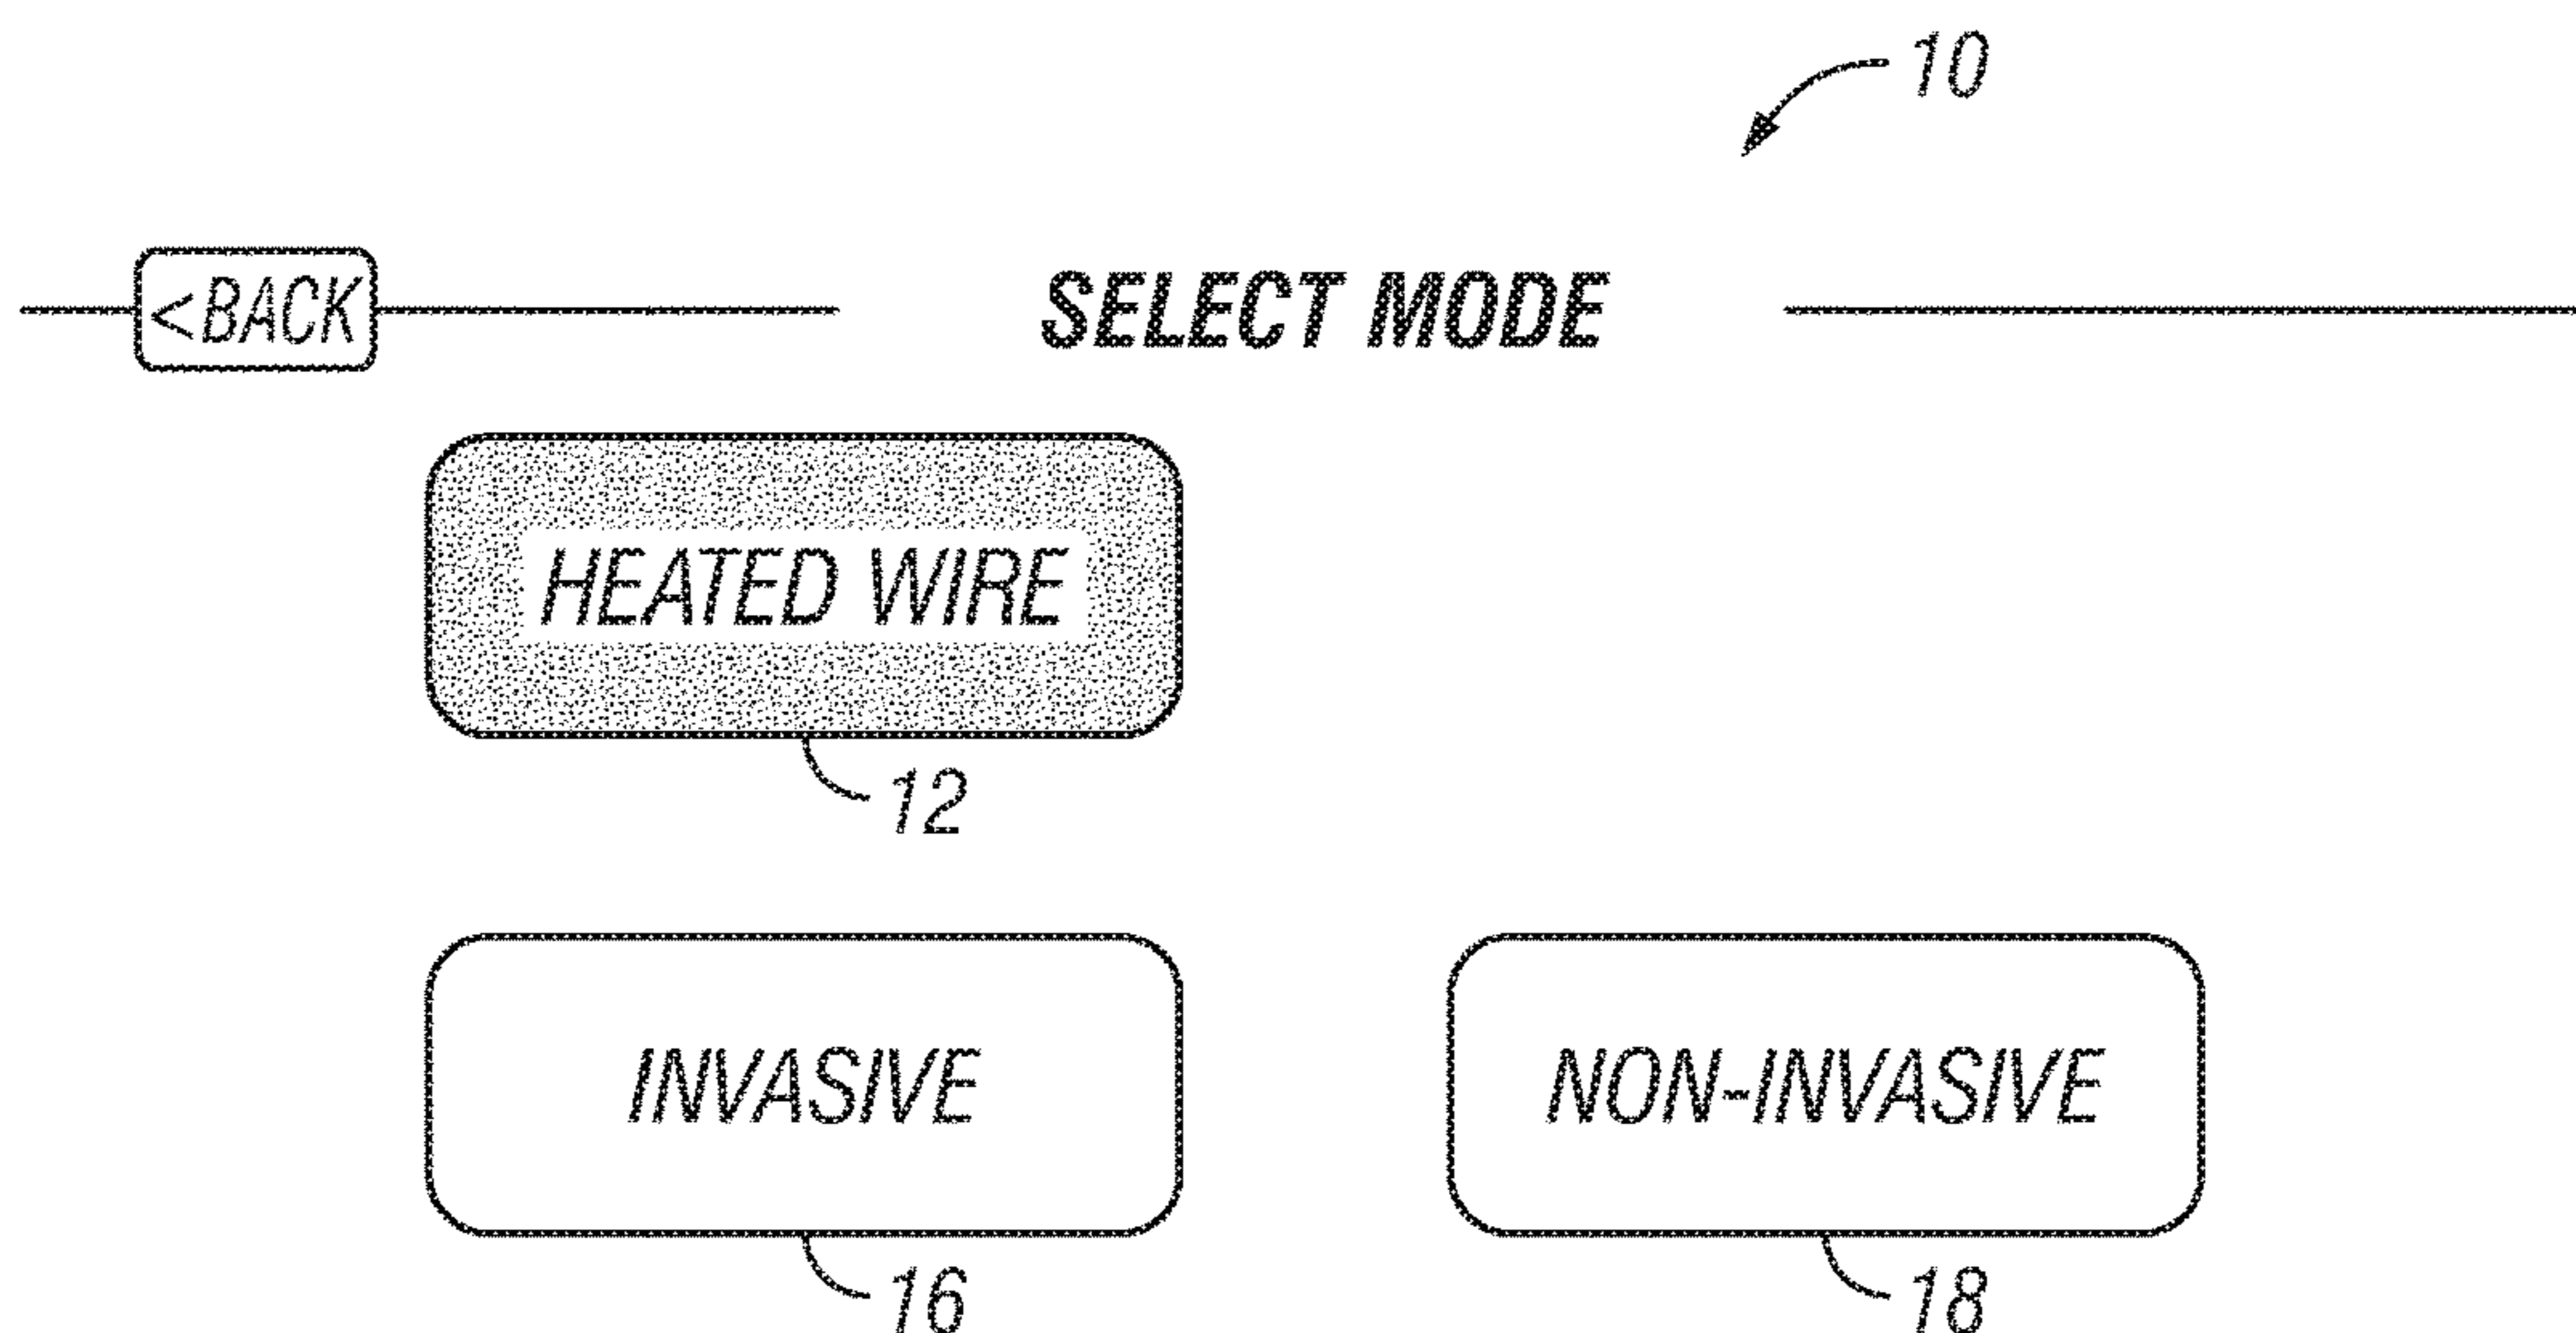 10
<BACK SELECT MODE
HEATED WIRE
12
INVASIVE NON-INVASIVE
16 18